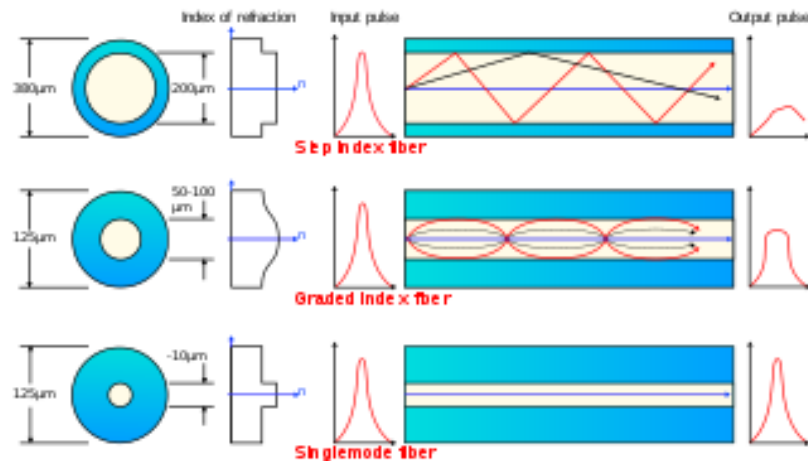 Index of refraction Input pulse Output pulse
380µm 200µm n
Step index fiber
50-100
µm
125µm n
Graded index fiber
-10µm
125µm n
Singlemode fiber